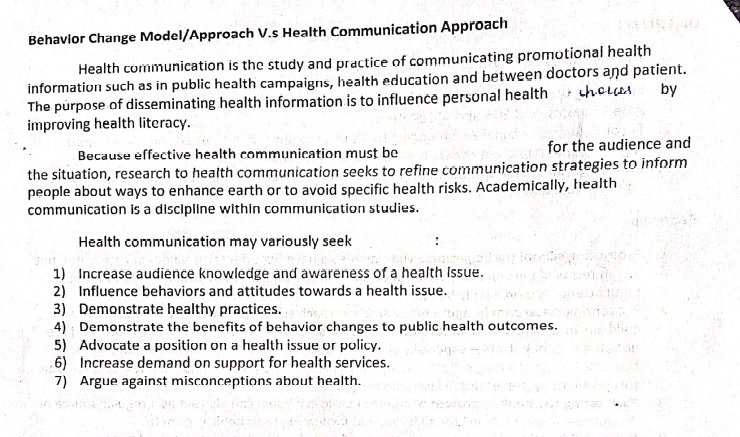 Behavior Change Model/Approach V.s Health Communication Approach
Health communication is the study and practice of communicating promotional health
information such as in public health campaigns, health education and between doctors and patient.
The purpose of disseminating health information is to influence personal health choices by
improving health literacy.
Because effective health communication must be for the audience and
the situation, research to health communication seeks to refine communication strategies to inform
people about ways to enhance earth or to avoid specific health risks. Academically, health
communication is a discipline within communication studies.
Health communication may variously seek :
1) Increase audience knowledge and awareness of a health issue.
2) Influence behaviors and attitudes towards a health issue.
3) Demonstrate healthy practices.
4) Demonstrate the benefits of behavior changes to public health outcomes.
5) Advocate a position on a health issue or policy.
6) Increase demand on support for health services.
7) Argue against misconceptions about health.